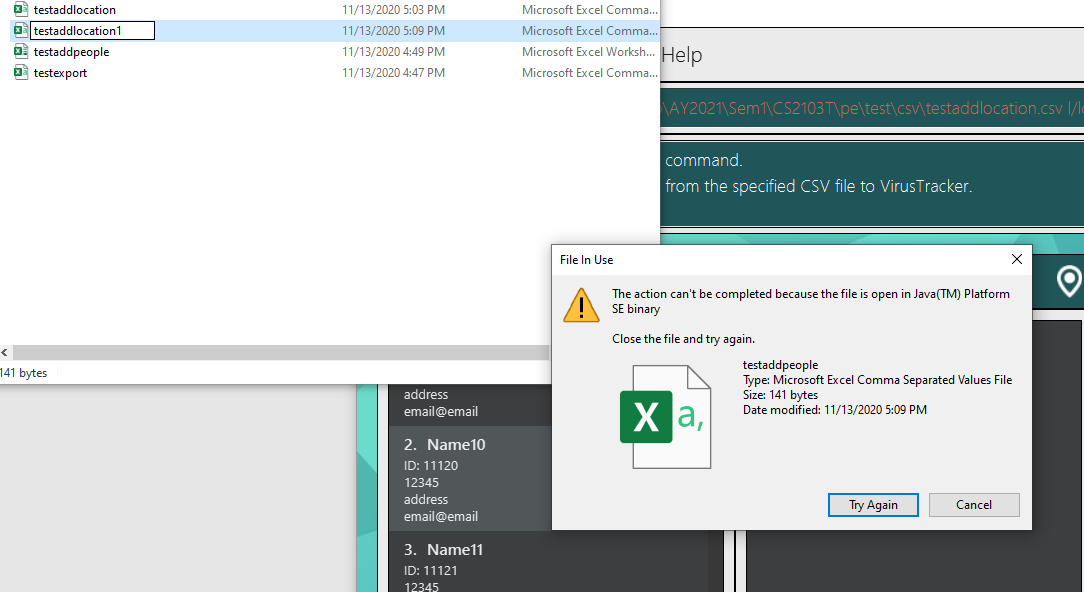 testaddlocation 11/13/2020 5:03 PM Microsoft Excel Comma...
testaddlocation1 11/13/2020 5:09 PM Microsoft Excel Comma...
testaddpeople 11/13/2020 4:49 PM Microsoft Excel Worksh...
testexport 11/13/2020 4:47 PM Microsoft Excel Comma...
141 bytes
Help
\AY2021\Sem1\CS2103T\pe\test\csv\testaddlocation.csv l/l
command.
from the specified CSV file to VirusTracker.
File In Use
The action can't be completed because the file is open in Java(TM) Platform
SE binary
Close the file and try again.
testaddpeople
Type: Microsoft Excel Comma Separated Values File
Size: 141 bytes
Date modified: 11/13/2020 5:09 PM
X a,
Try Again Cancel
address
email@email
2. Name10
ID: 11120
12345
address
email@email
3. Name11
ID: 11121
12345